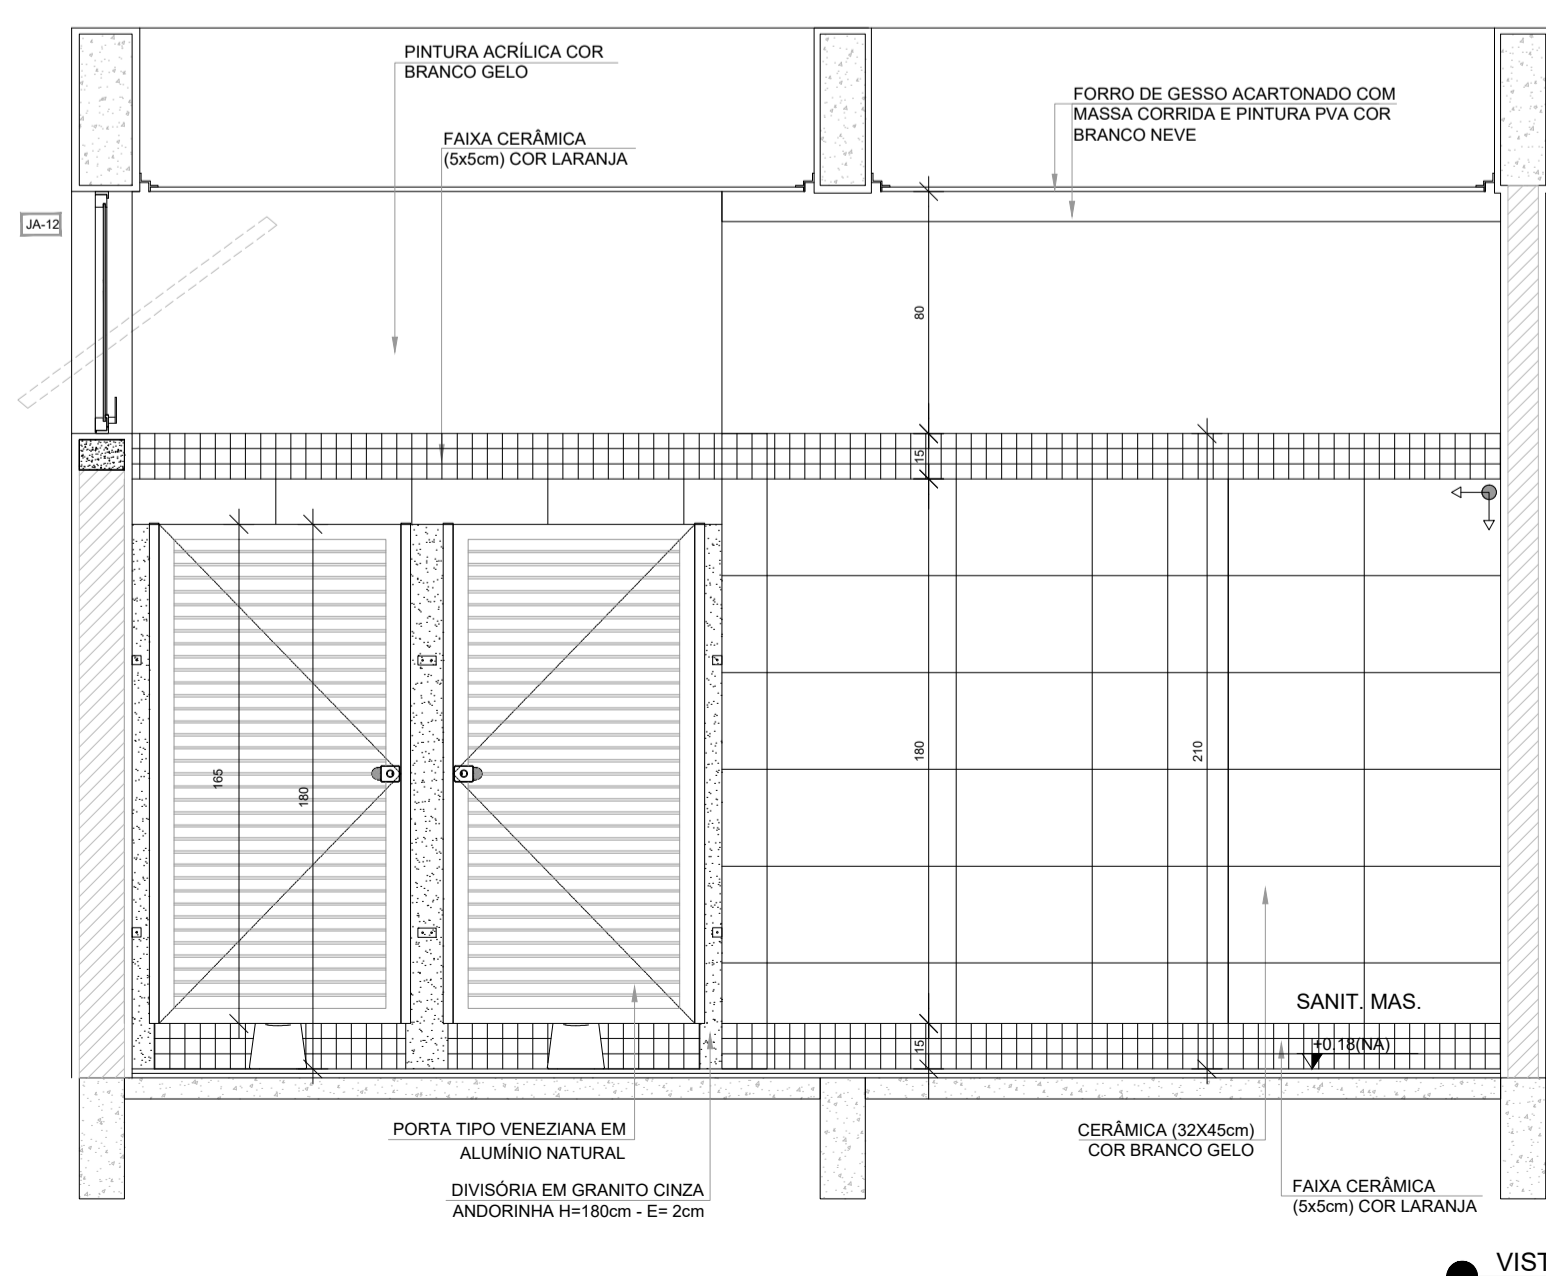 PINTURA ACRÍLICA COR
BRANCO GELO
FORRO DE GESSO ACARTONADO COM
MASSA CORRIDA E PINTURA PVA COR
BRANCO NEVE
FAIXA CERÂMICA
(5x5cm) COR LARANJA
JA-12
80
15
165
180
180
210
SANIT. MAS.
+0.18(NA)
15
PORTA TIPO VENEZIANA EM
ALUMÍNIO NATURAL
CERÂMICA (32X45cm)
COR BRANCO GELO
DIVISÓRIA EM GRANITO CINZA
ANDORINHA H=180cm - E= 2cm
FAIXA CERÂMICA
(5x5cm) COR LARANJA
VIST